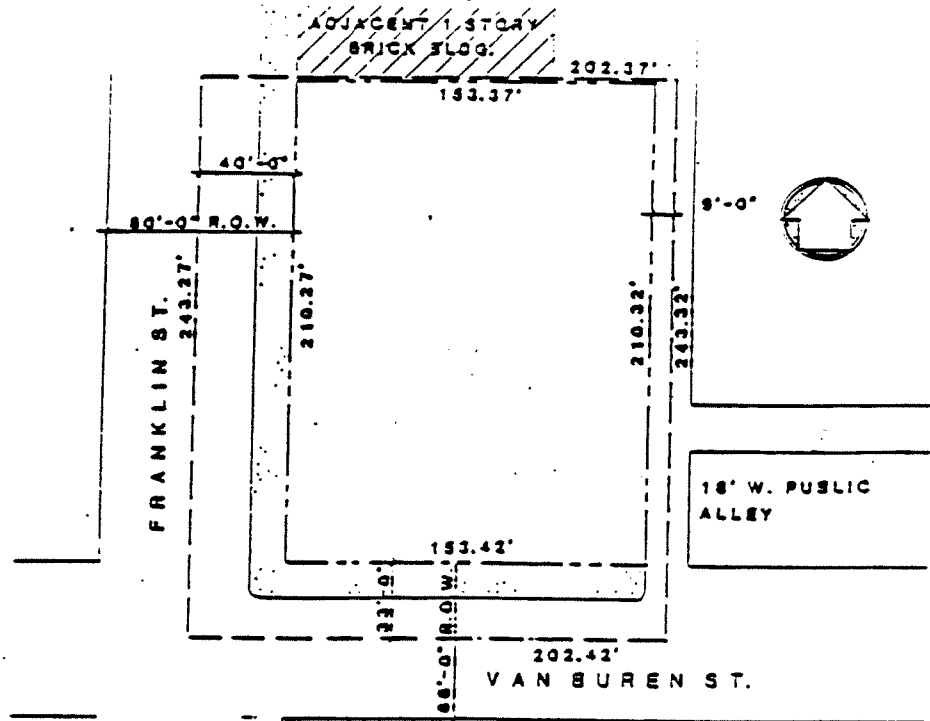 ADJACENT 1 STORY
BRICK BLDG.
202.37'
153.37'
40'-0"
9'-0"
80'-0" R.O.W.
243.27'
210.27'
210.32'
243.32'
FRANKLIN ST.
18' W. PUBLIC
ALLEY
153.42'
33'-0"
66'-0" R.O.W
202.42'
VAN BUREN ST.